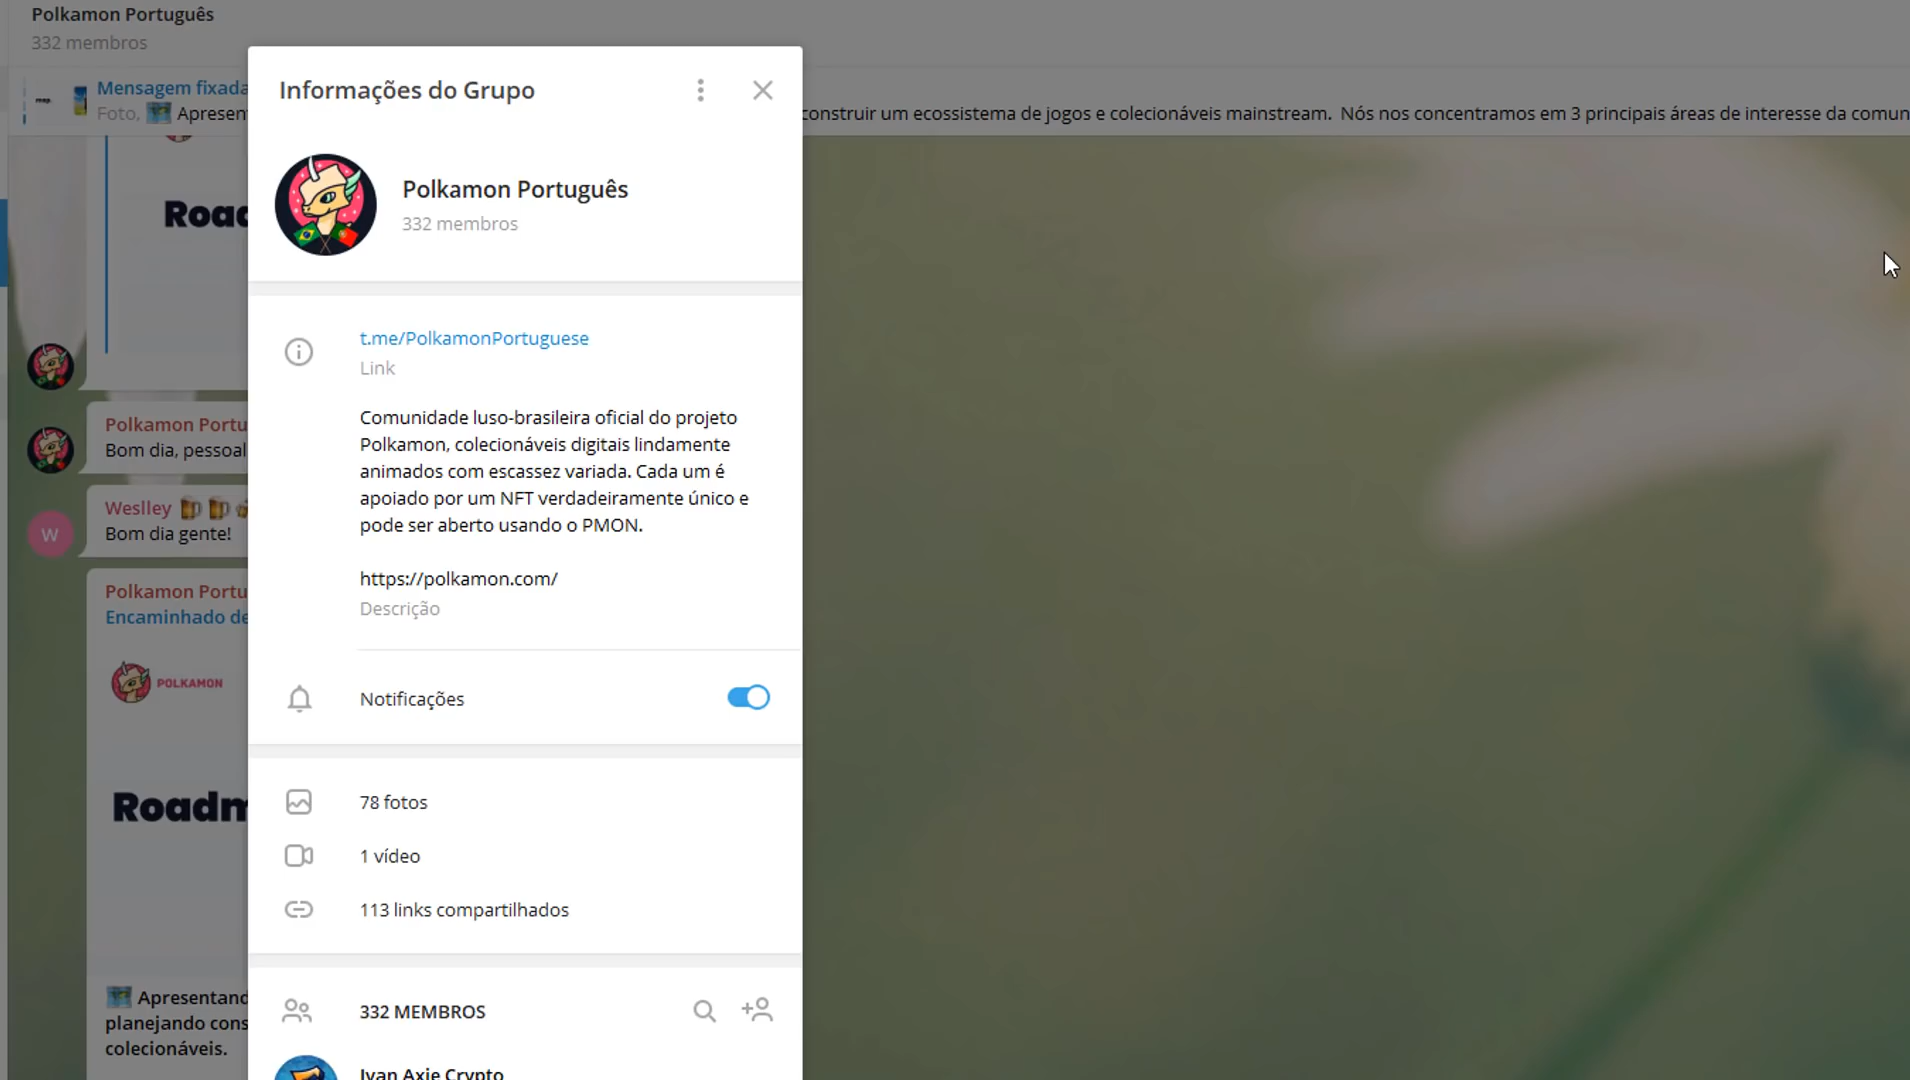 Polkamon Português
332 membros
Mensagem fixada
Foto, Apresen
construir um ecossistema de jogos e colecionáveis mainstream. Nós nos concentramos em 3 principais áreas de interesse da comun
Informações do Grupo
Polkamon Português
332 membros
Road
t.me/PolkamonPortuguese
Link
Comunidade luso-brasileira oficial do projeto
Polkamon, colecionáveis digitais lindamente
animados com escassez variada. Cada um é
apoiado por um NFT verdadeiramente único e
pode ser aberto usando o PMON.
https://polkamon.com/
Descrição
Polkamon Portu
Bom dia, pessoal
W
Weslley
Bom dia gente!
Polkamon Portu
Encaminhado de
POLKAMON
Notificações
Roadm
78 fotos
1 vídeo
113 links compartilhados
Apresentand
planejando cons
colecionáveis.
332 MEMBROS
Ivan Axie Crypto